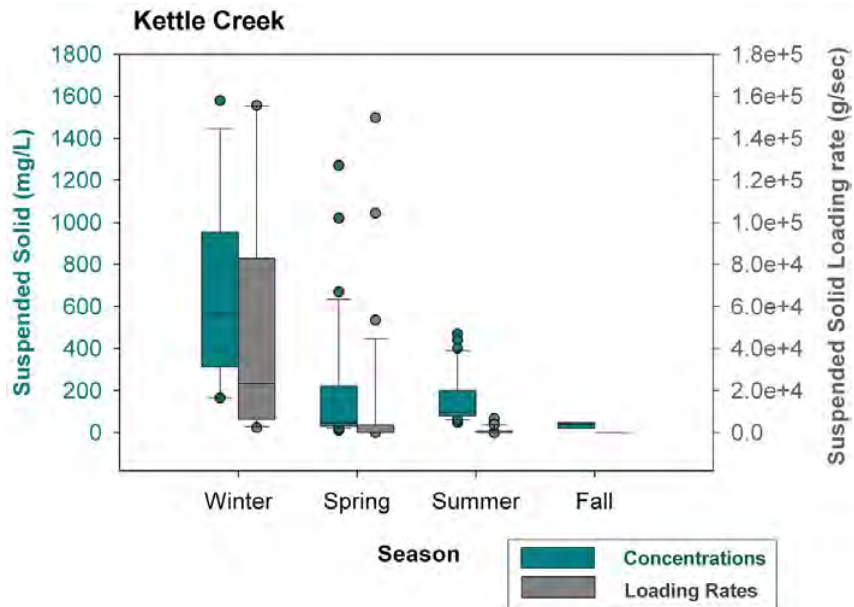 Kettle Creek
Suspended Solid (mg/L)
1800
1600
1400
1200
1000
800
600
400
200
0
1.8e+5
1.6e+5
1.4e+5
1.2e+5
1.0e+5
8.0e+4
6.0e+4
4.0e+4
2.0e+4
0.0
Suspended Solid Loading rate (g/sec)
Winter Spring Summer Fall
Season
Concentrations
Loading Rates